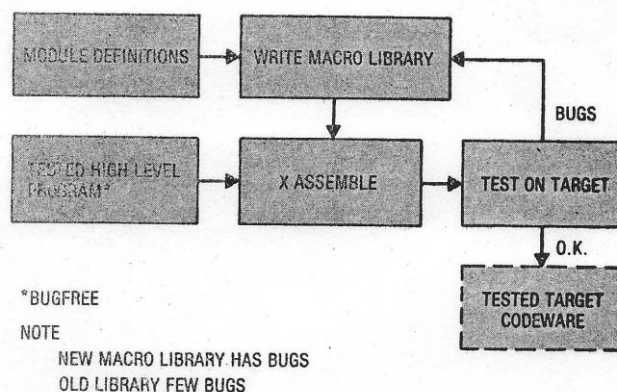 MODULE DEFINITIONS
WRITE MACRO LIBRARY
BUGS
TESTED HIGH LEVEL
PROGRAM*
X ASSEMBLE
TEST ON TARGET
O.K.
TESTED TARGET
CODEWARE
*BUGFREE
NOTE
NEW MACRO LIBRARY HAS BUGS
OLD LIBRARY FEW BUGS